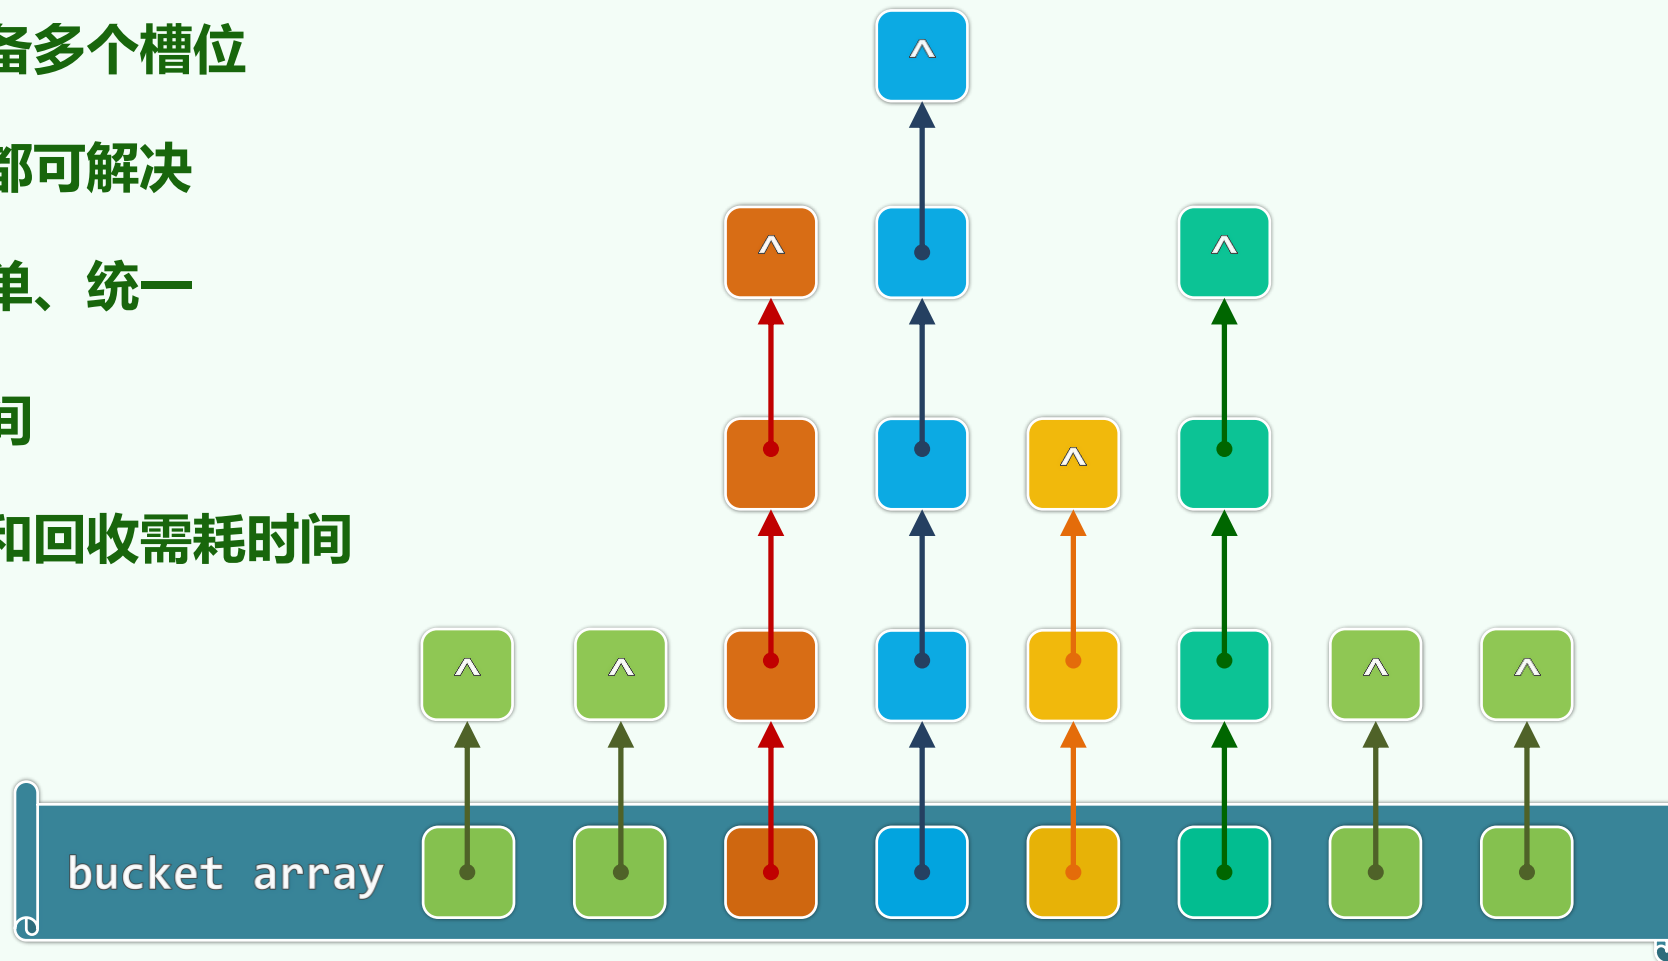 备多个槽位
^
都可解决
^ ^
单、统一
间
^
和回收需耗时间
^ ^ ^ ^
bucket array